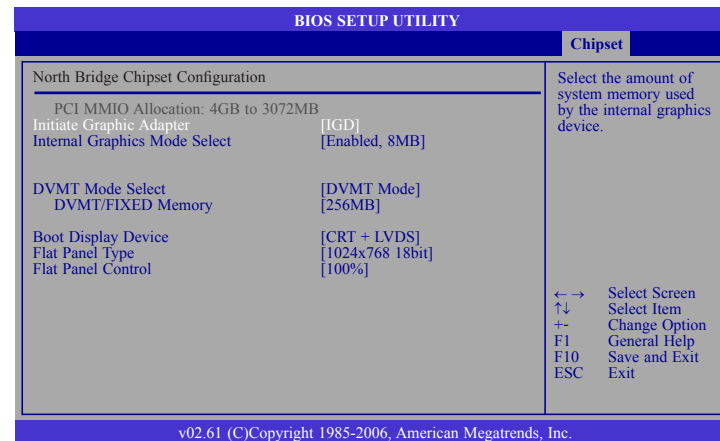 BIOS SETUP UTILITY
Chipset
North Bridge Chipset Configuration
PCI MMIO Allocation: 4GB to 3072MB
Initiate Graphic Adapter [IGD]
Internal Graphics Mode Select [Enabled, 8MB]
DVMT Mode Select [DVMT Mode]
DVMT/FIXED Memory [256MB]
Boot Display Device [CRT + LVDS]
Flat Panel Type [1024x768 18bit]
Flat Panel Control [100%]
Select the amount of
system memory used
by the internal graphics
device.
←→ Select Screen
↑↓ Select Item
+- Change Option
F1 General Help
F10 Save and Exit
ESC Exit
v02.61 (C)Copyright 1985-2006, American Megatrends, Inc.